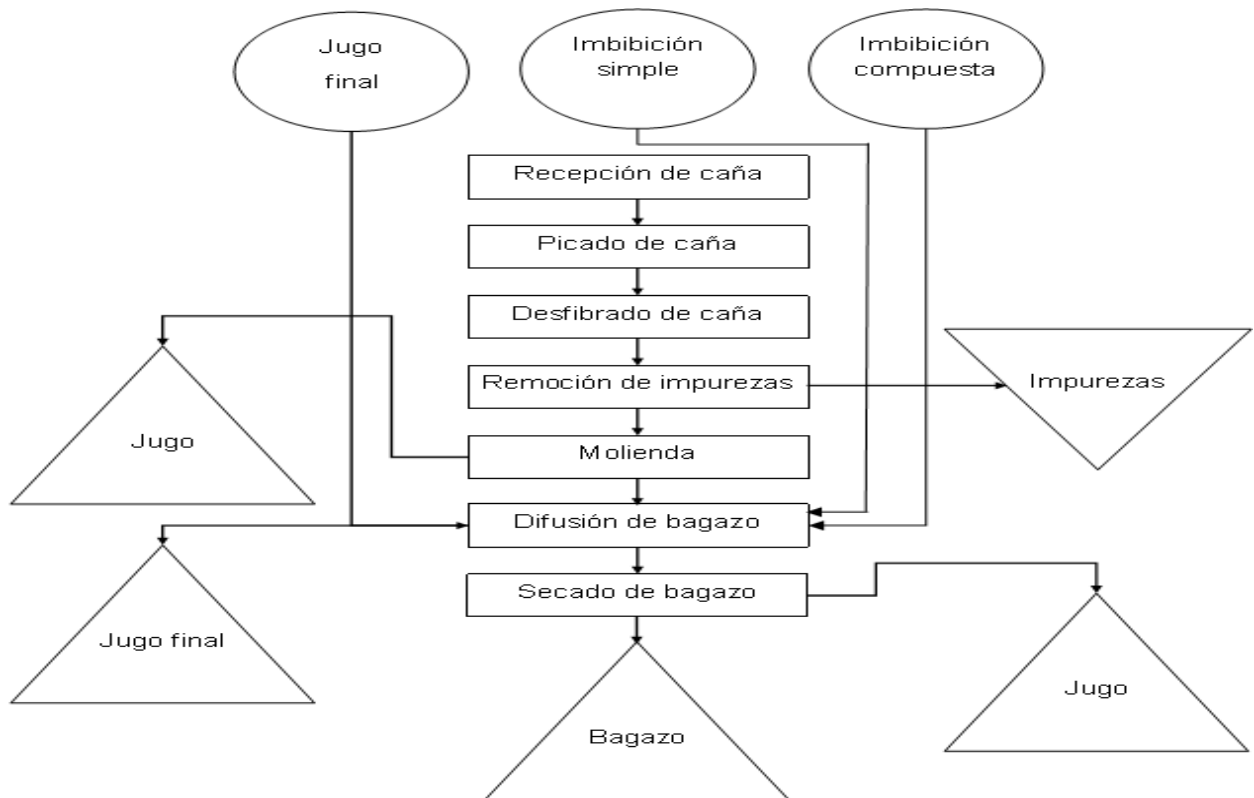 Jugo
final
Imbibición
simple
Imbibición
compuesta
Recepción de caña
Picado de caña
Desfibrado de caña
Remoción de impurezas
Impurezas
Jugo
Molienda
Difusión de bagazo
Secado de bagazo
Jugo final
Jugo
Bagazo